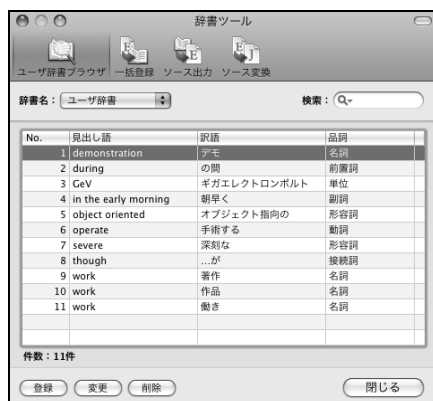 辞書ツール
ユーザ辞書ブラウザ 一括登録 ソース出力 ソース変換
辞書名： ユーザ辞書 検索：
No. 見出し語 訳語 品詞
1 demonstration デモ 名詞
2 during の間 前置詞
3 GeV ギガエレクトロンボルト 単位
4 in the early morning 朝早く 副詞
5 object oriented オブジェクト指向の 形容詞
6 operate 手術する 動詞
7 severe 深刻な 形容詞
8 though ...が 接続詞
9 work 著作 名詞
10 work 作品 名詞
11 work 働き 名詞
件数：11件
登録 変更 削除 閉じる